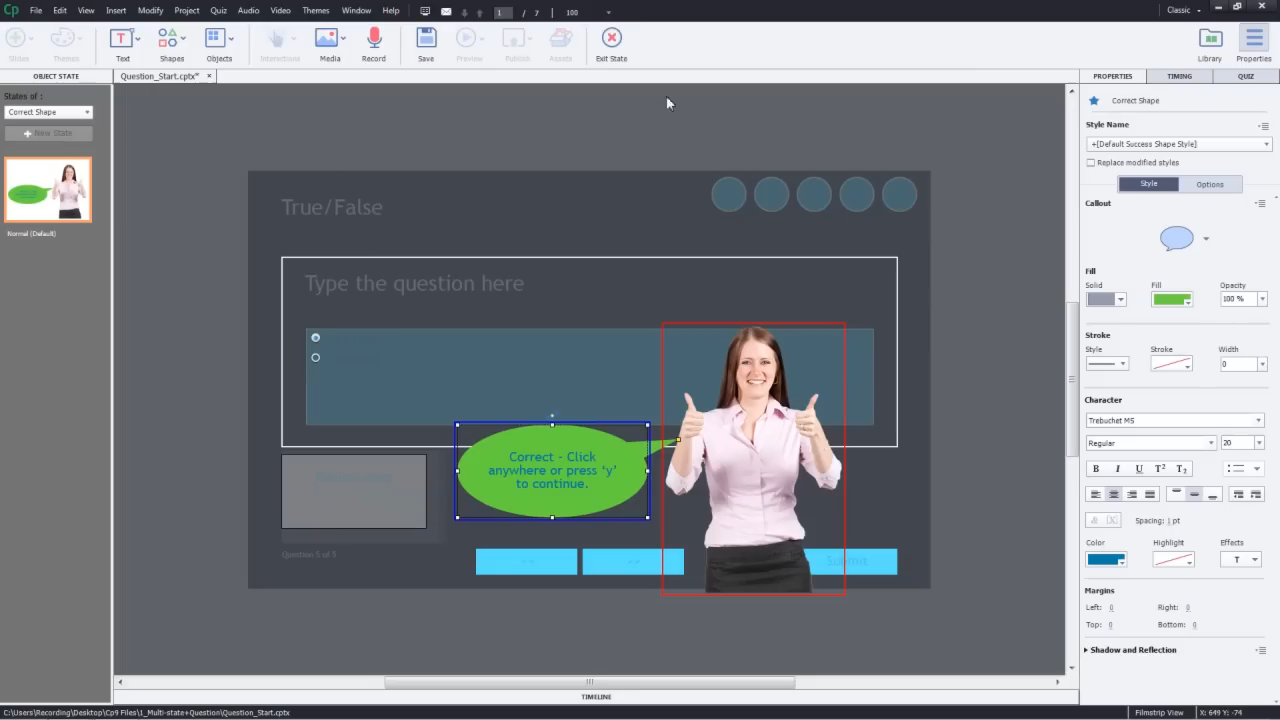 Cp File Edit View Insert Modify Project Quiz Audio Video Themes Window Help 1 / 7 100 Classic
Slides Themes Text Shapes Objects Interactions Media Record Save Preview Publish Assets Exit State Library Properties
OBJECT STATE
Question_Start.cptx* ×
PROPERTIES TIMING QUIZ
States of :
Correct Shape
New State
Normal (Default)
True/False
Type the question here
Correct - Click
anywhere or press ‘y’
to continue.
Question 5 of 5
Submit
Correct Shape
Style Name
+[Default Success Shape Style]
Replace modified styles
Style Options
Callout
Fill
Solid Fill Opacity
100 %
Stroke
Style Stroke Width
0
Character
Trebuchet MS
Regular 20
B I U T² T₂
Spacing: 1 pt
Color Highlight Effects
T
Margins
Left: 0 Right: 0
Top: 0 Bottom: 0
Shadow and Reflection
TIMELINE
C:\Users\Recording\Desktop\Cp9 Files\1_Multi-state+Question\Question_Start.cptx
Filmstrip View X: 649 Y: -74